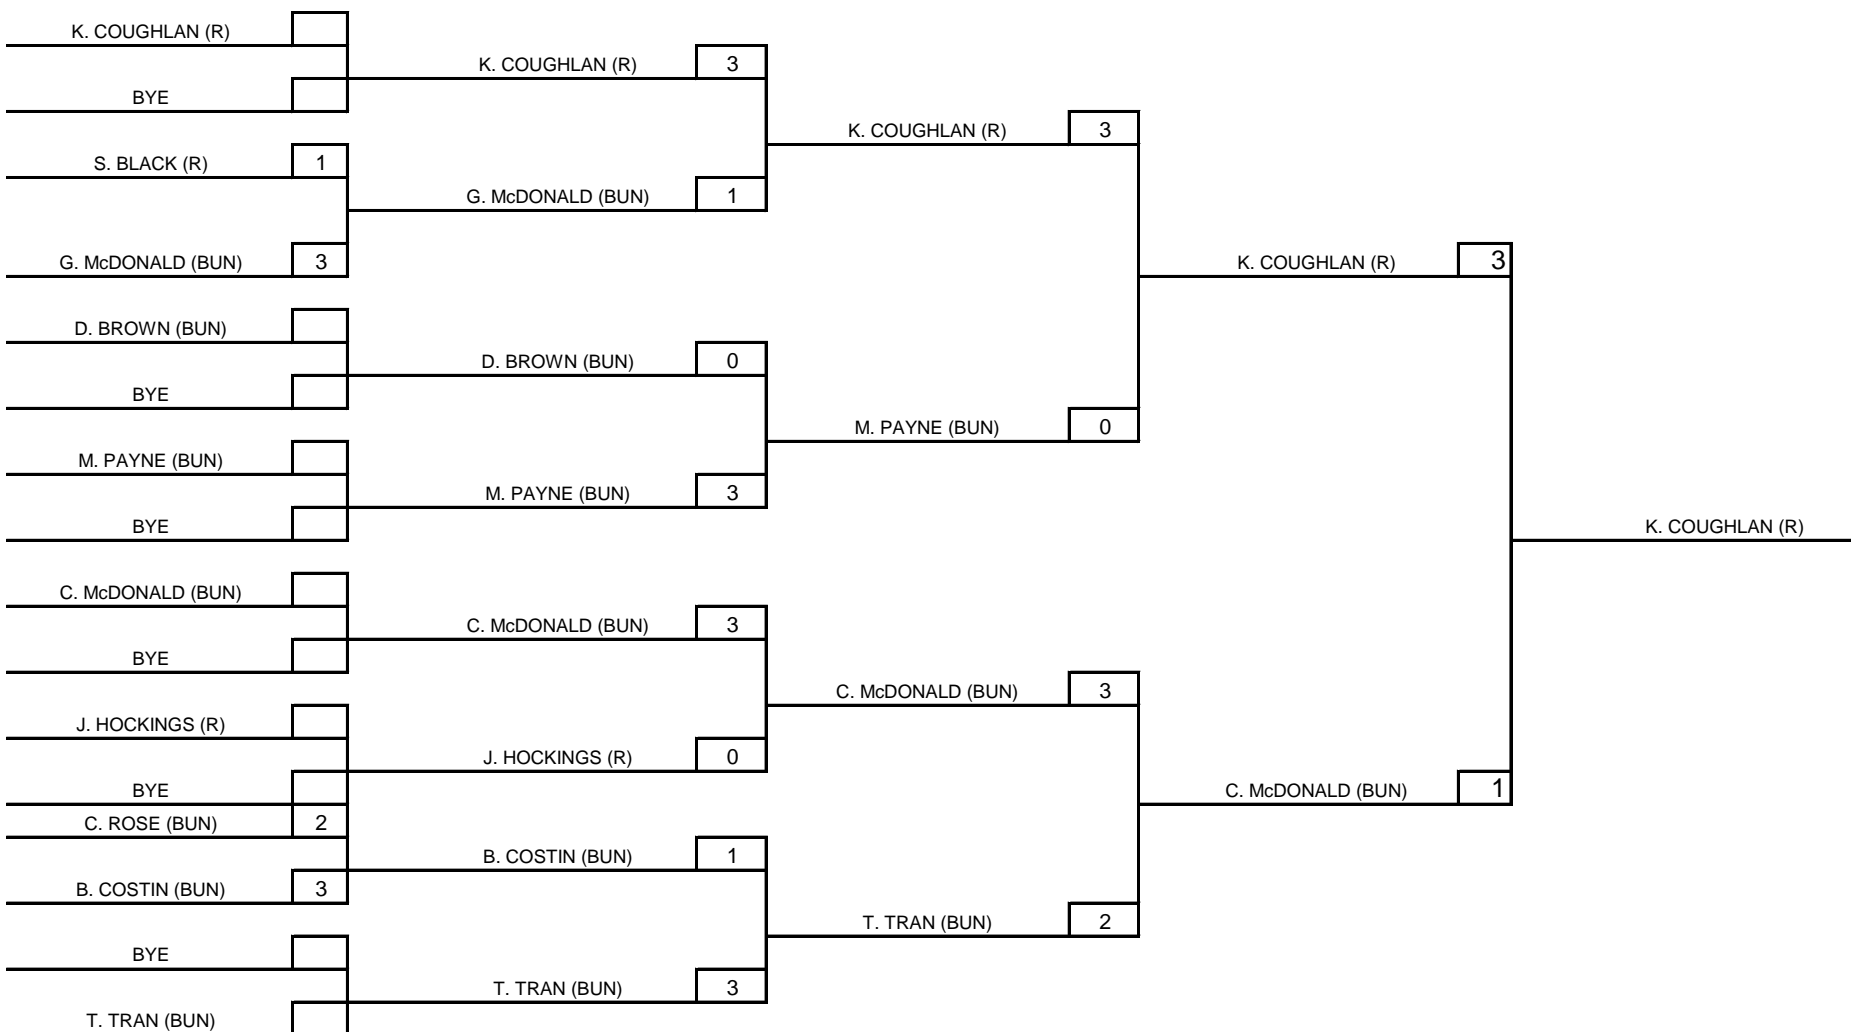 K. COUGHLAN (R)
K. COUGHLAN (R) 3
BYE
K. COUGHLAN (R) 3
S. BLACK (R) 1
G. McDONALD (BUN) 1
G. McDONALD (BUN) 3
K. COUGHLAN (R) 3
D. BROWN (BUN)
D. BROWN (BUN) 0
BYE
M. PAYNE (BUN) 0
M. PAYNE (BUN)
M. PAYNE (BUN) 3
BYE
K. COUGHLAN (R)
C. McDONALD (BUN)
C. McDONALD (BUN) 3
BYE
C. McDONALD (BUN) 3
J. HOCKINGS (R)
J. HOCKINGS (R) 0
BYE
C. McDONALD (BUN) 1
C. ROSE (BUN) 2
B. COSTIN (BUN) 1
B. COSTIN (BUN) 3
T. TRAN (BUN) 2
BYE
T. TRAN (BUN) 3
T. TRAN (BUN)